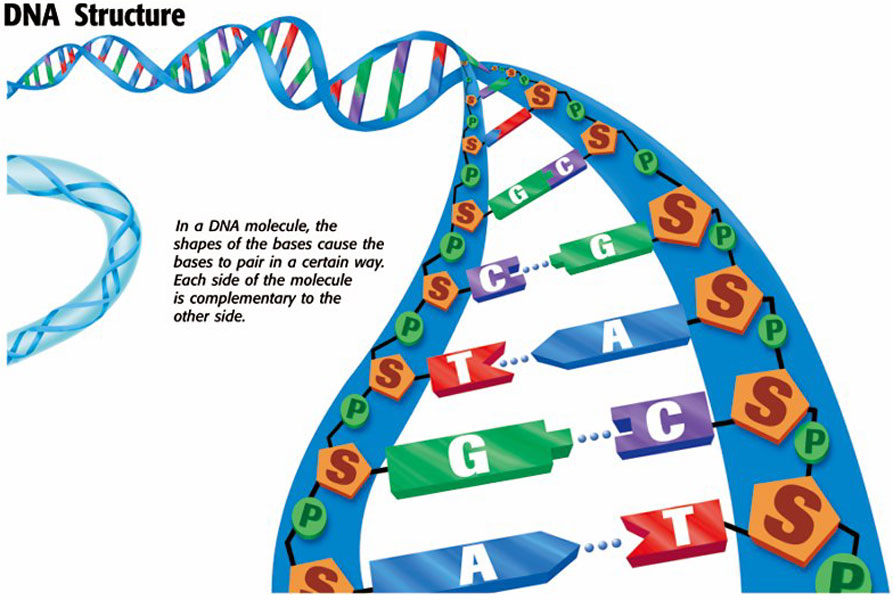 DNA Structure
S
P
P
S
S
P
G C
P
S
S
In a DNA molecule, the
shapes of the bases cause the
bases to pair in a certain way.
Each side of the molecule
is complementary to the
other side.
P
C G
P
S
S
P
T A
P
S
S
P
G C
P
S
S
P
A T
S
P